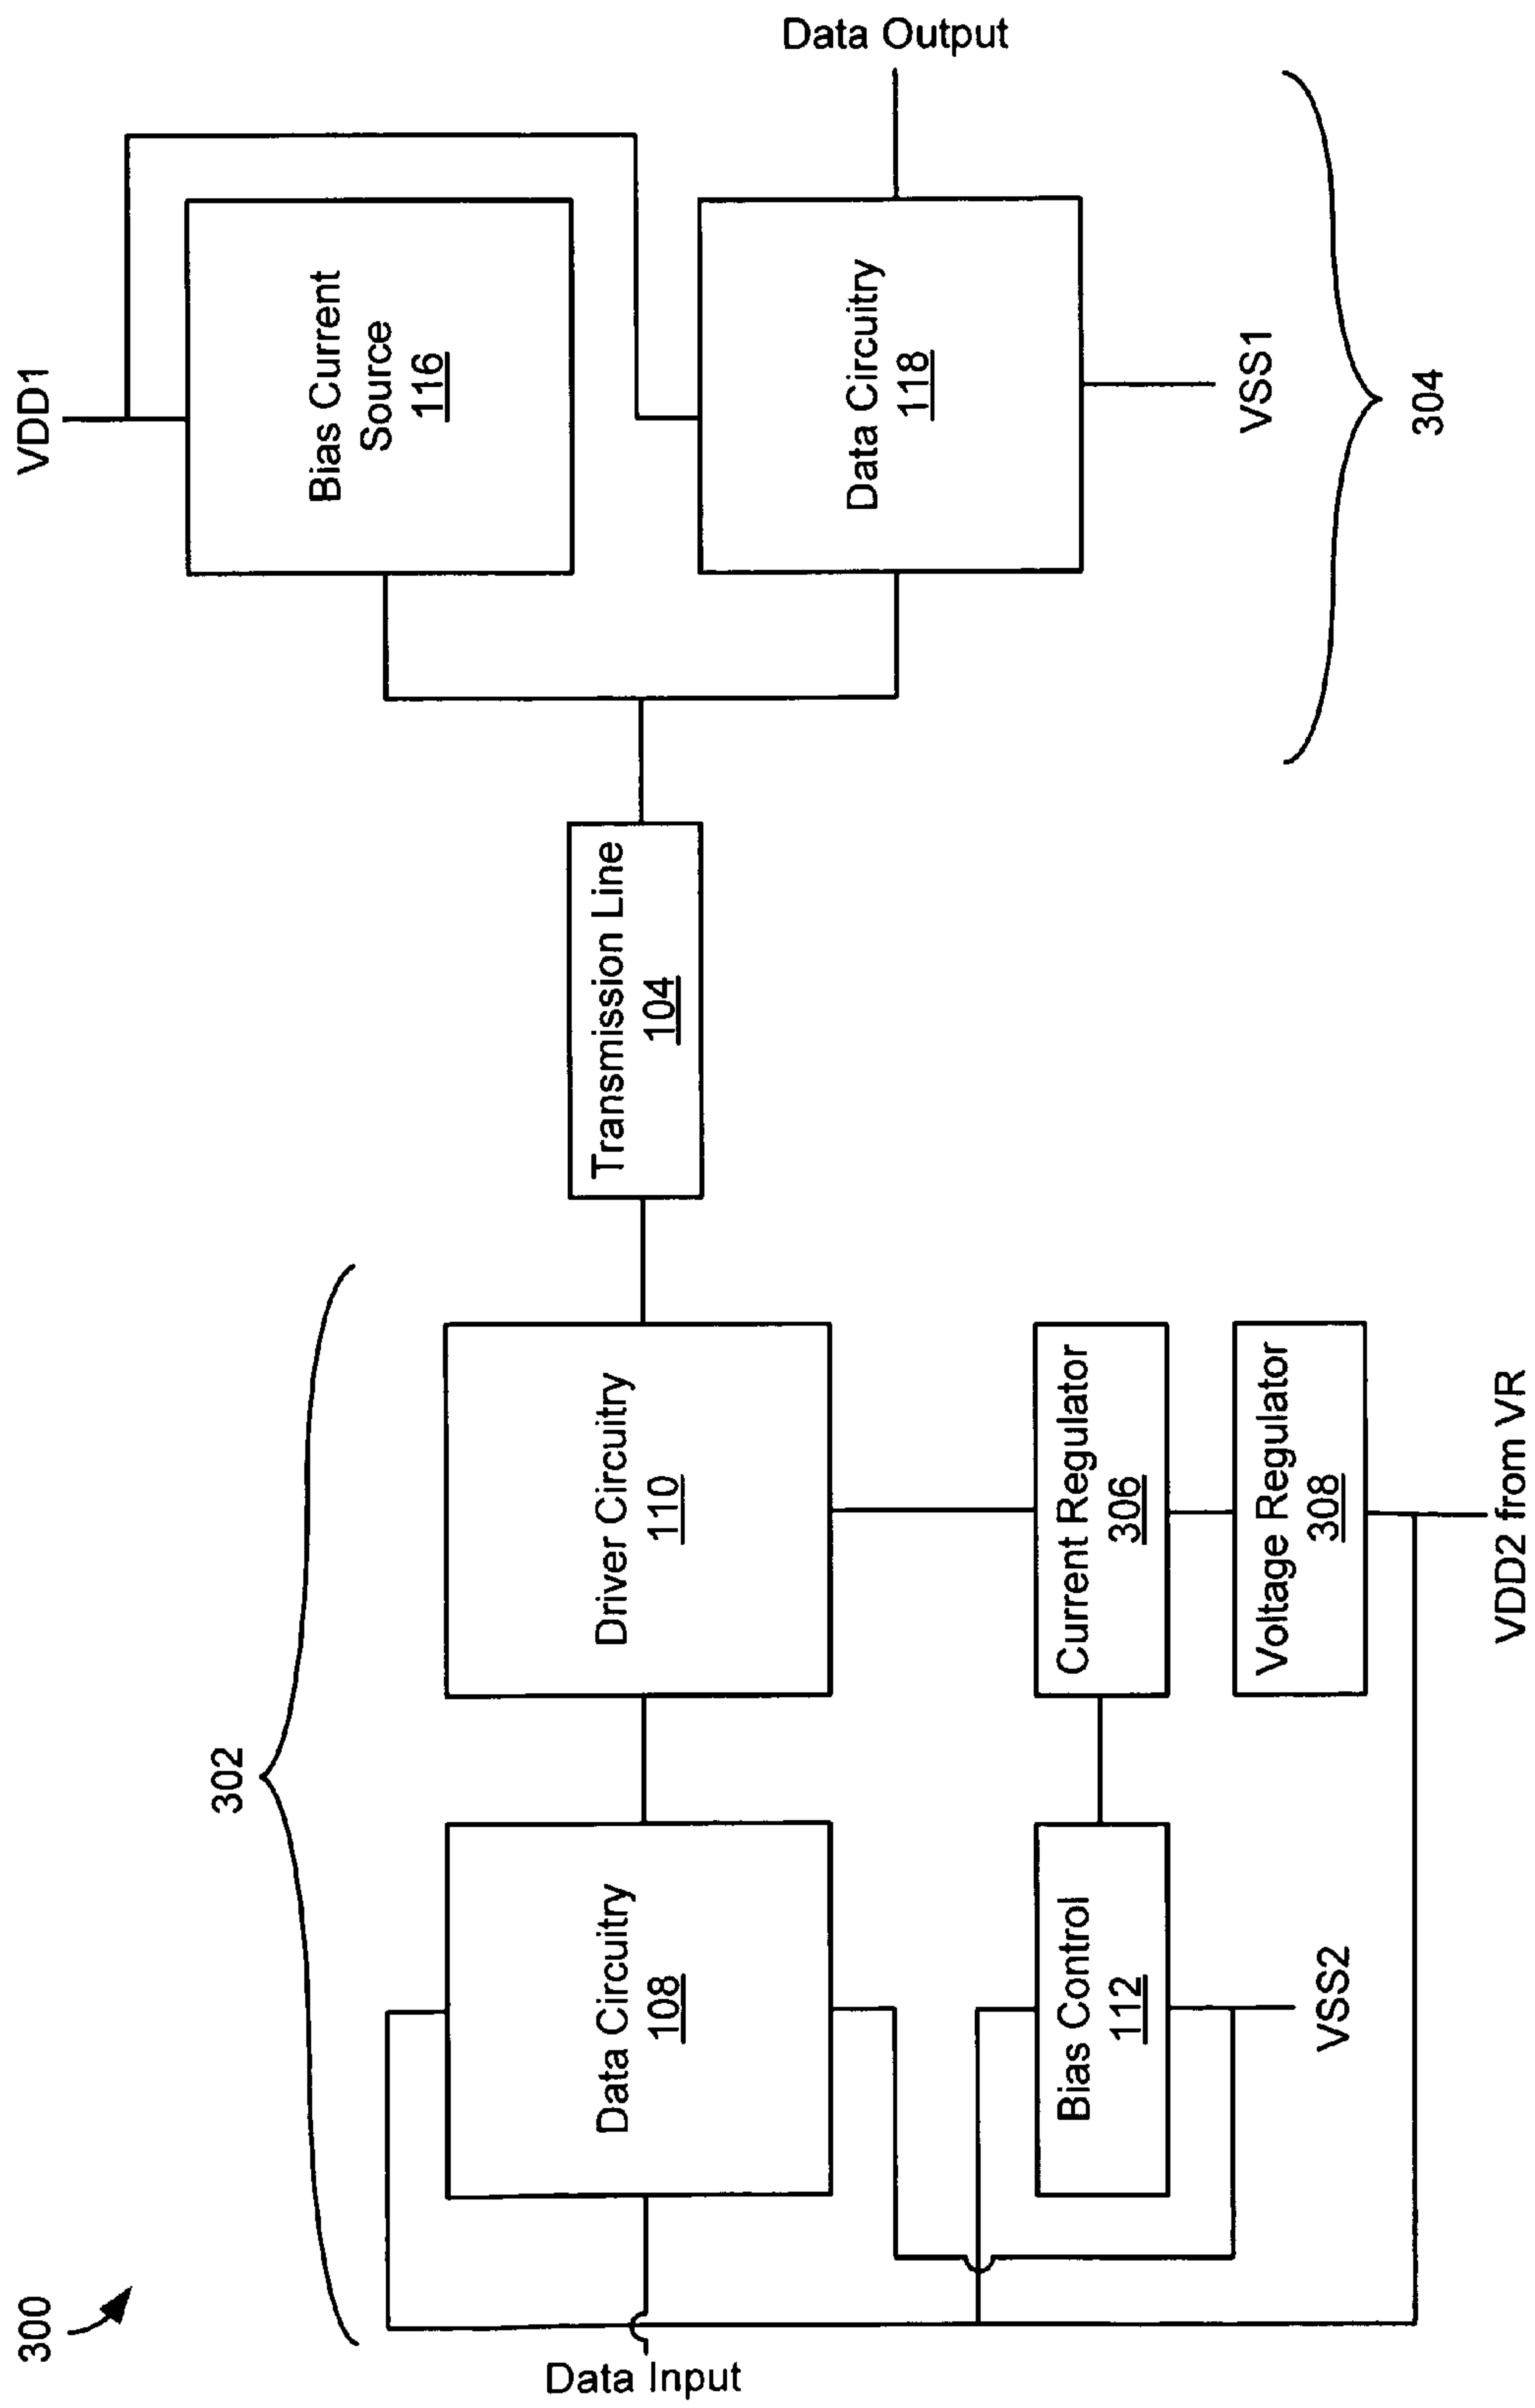 300
302
Data Input
Data Circuitry
108
Driver Circuitry
110
Bias Control
112
VSS2
Current Regulator
306
Voltage Regulator
308
VDD2 from VR
Transmission Line
104
VDD1
Bias Current
Source
116
Data Circuitry
118
Data Output
VSS1
304